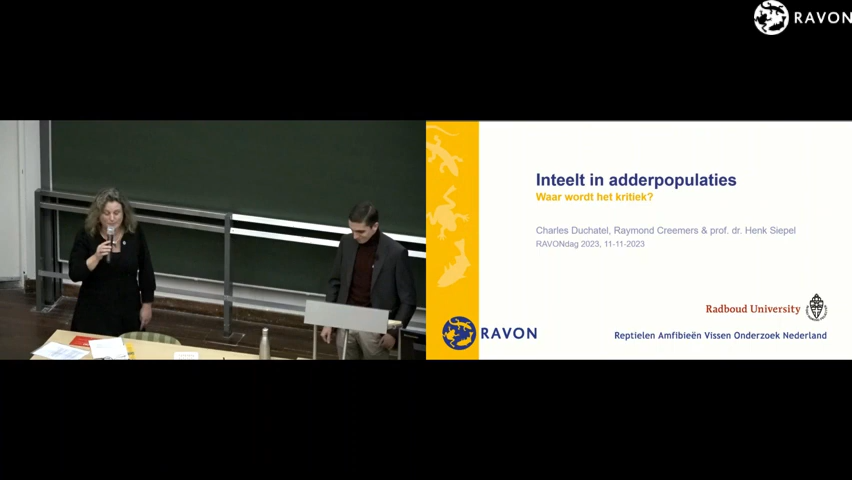 RAVON
Inteelt in adderpopulaties
Waar wordt het kritiek?
Charles Duchatel, Raymond Creemers & prof. dr. Henk Siepel
RAVONdag 2023, 11-11-2023
Radboud University
RAVON
Reptielen Amfibieën Vissen Onderzoek Nederland